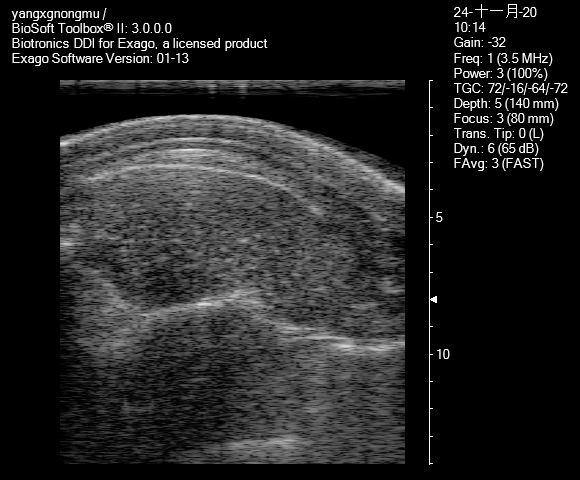 yangxgnongmu /
BioSoft Toolbox® II: 3.0.0.0
Biotronics DDI for Exago, a licensed product
Exago Software Version: 01-13
24-十一月-20
10:14
Gain: -32
Freq: 1 (3.5 MHz)
Power: 3 (100%)
TGC: 72/-16/-64/-72
Depth: 5 (140 mm)
Focus: 3 (80 mm)
Trans. Tip: 0 (L)
Dyn.: 6 (65 dB)
FAvg: 3 (FAST)
5
10